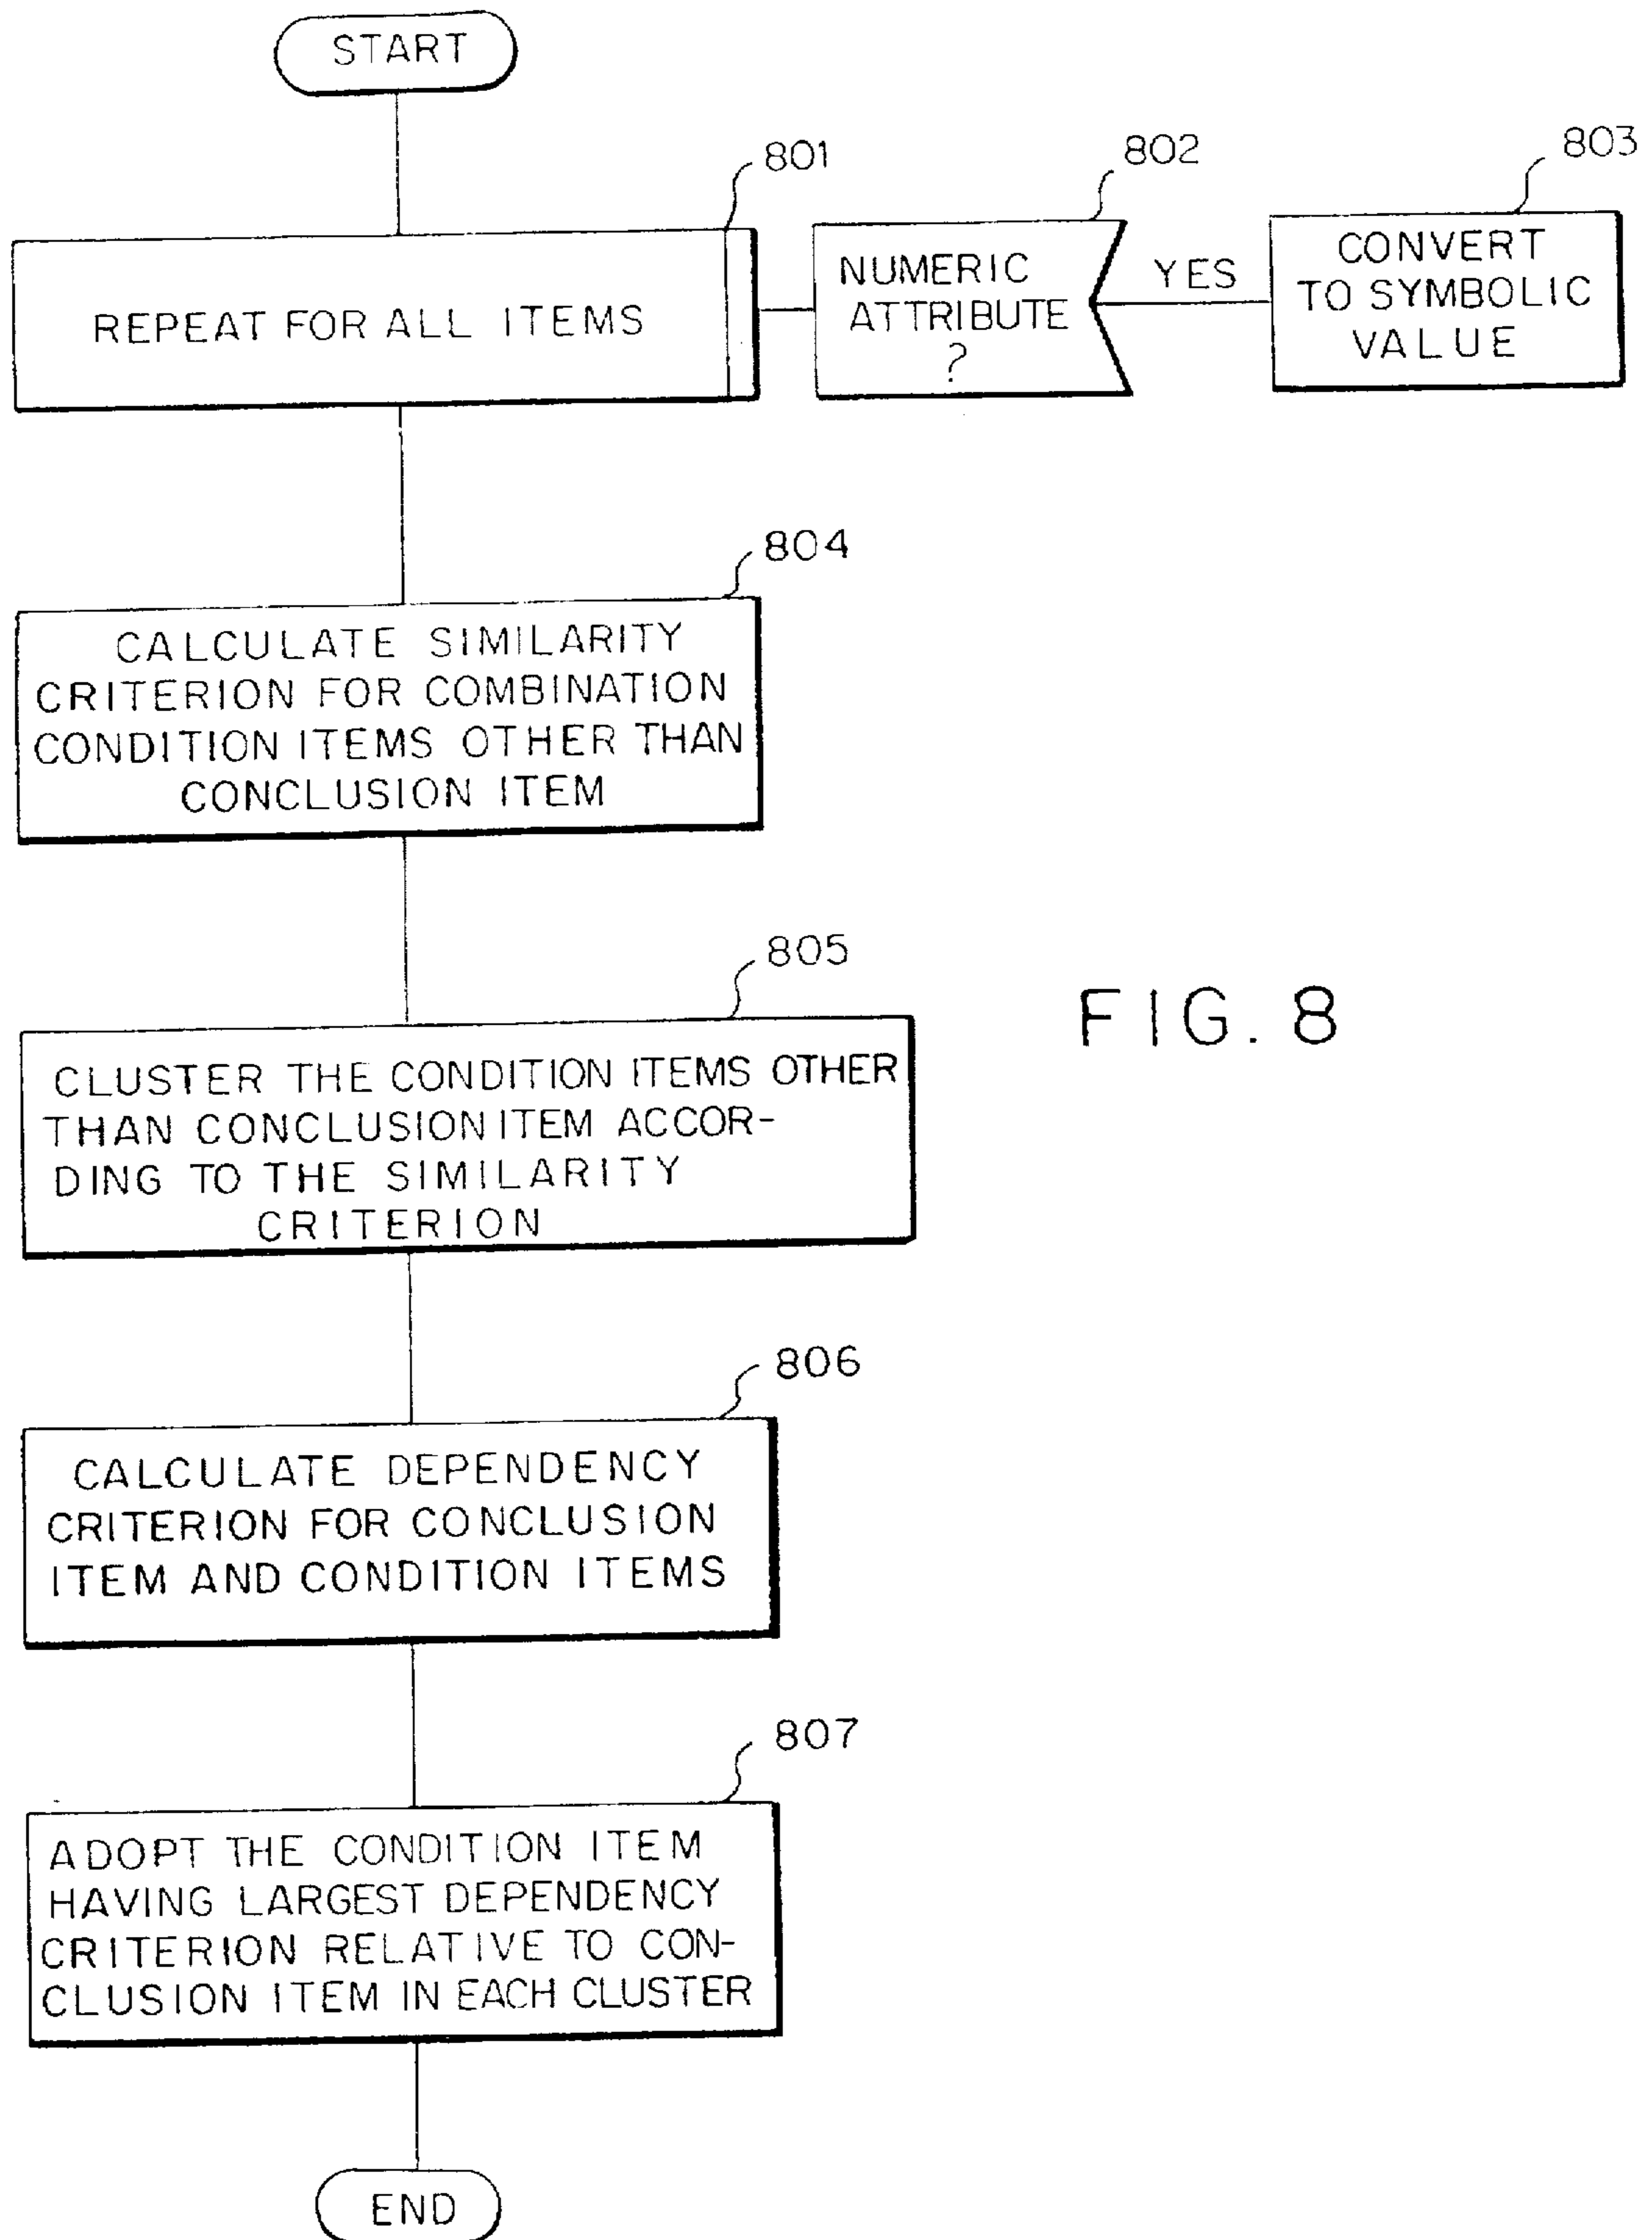 START
801
802
803
REPEAT FOR ALL ITEMS
NUMERIC
ATTRIBUTE
?
YES
CONVERT
TO SYMBOLIC
VALUE
804
CALCULATE SIMILARITY
CRITERION FOR COMBINATION
CONDITION ITEMS OTHER THAN
CONCLUSION ITEM
805
CLUSTER THE CONDITION ITEMS OTHER
THAN CONCLUSION ITEM ACCOR-
DING TO THE SIMILARITY
CRITERION
FIG. 8
806
CALCULATE DEPENDENCY
CRITERION FOR CONCLUSION
ITEM AND CONDITION ITEMS
807
ADOPT THE CONDITION ITEM
HAVING LARGEST DEPENDENCY
CRITERION RELATIVE TO CON-
CLUSION ITEM IN EACH CLUSTER
END